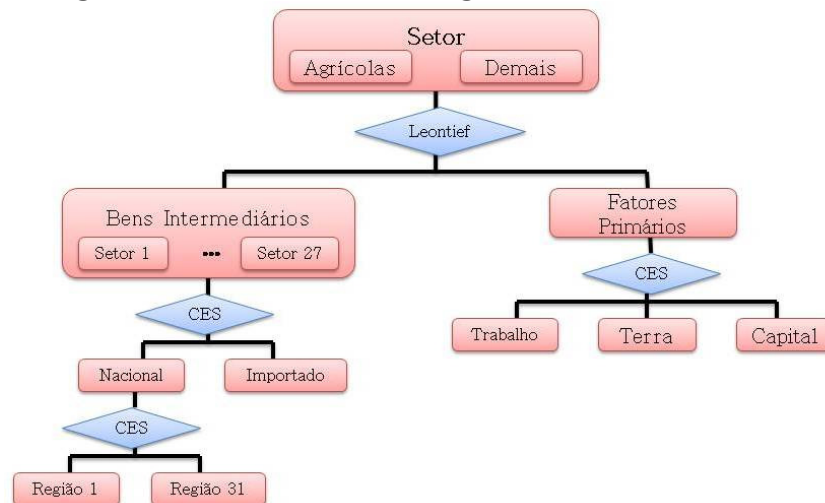 Setor
Agrícolas
Demais
Leontief
Bens Intermediários
Setor 1
...
Setor 27
Fatores
Primários
CES
CES
Trabalho
Terra
Capital
Nacional
Importado
CES
Região 1
Região 31